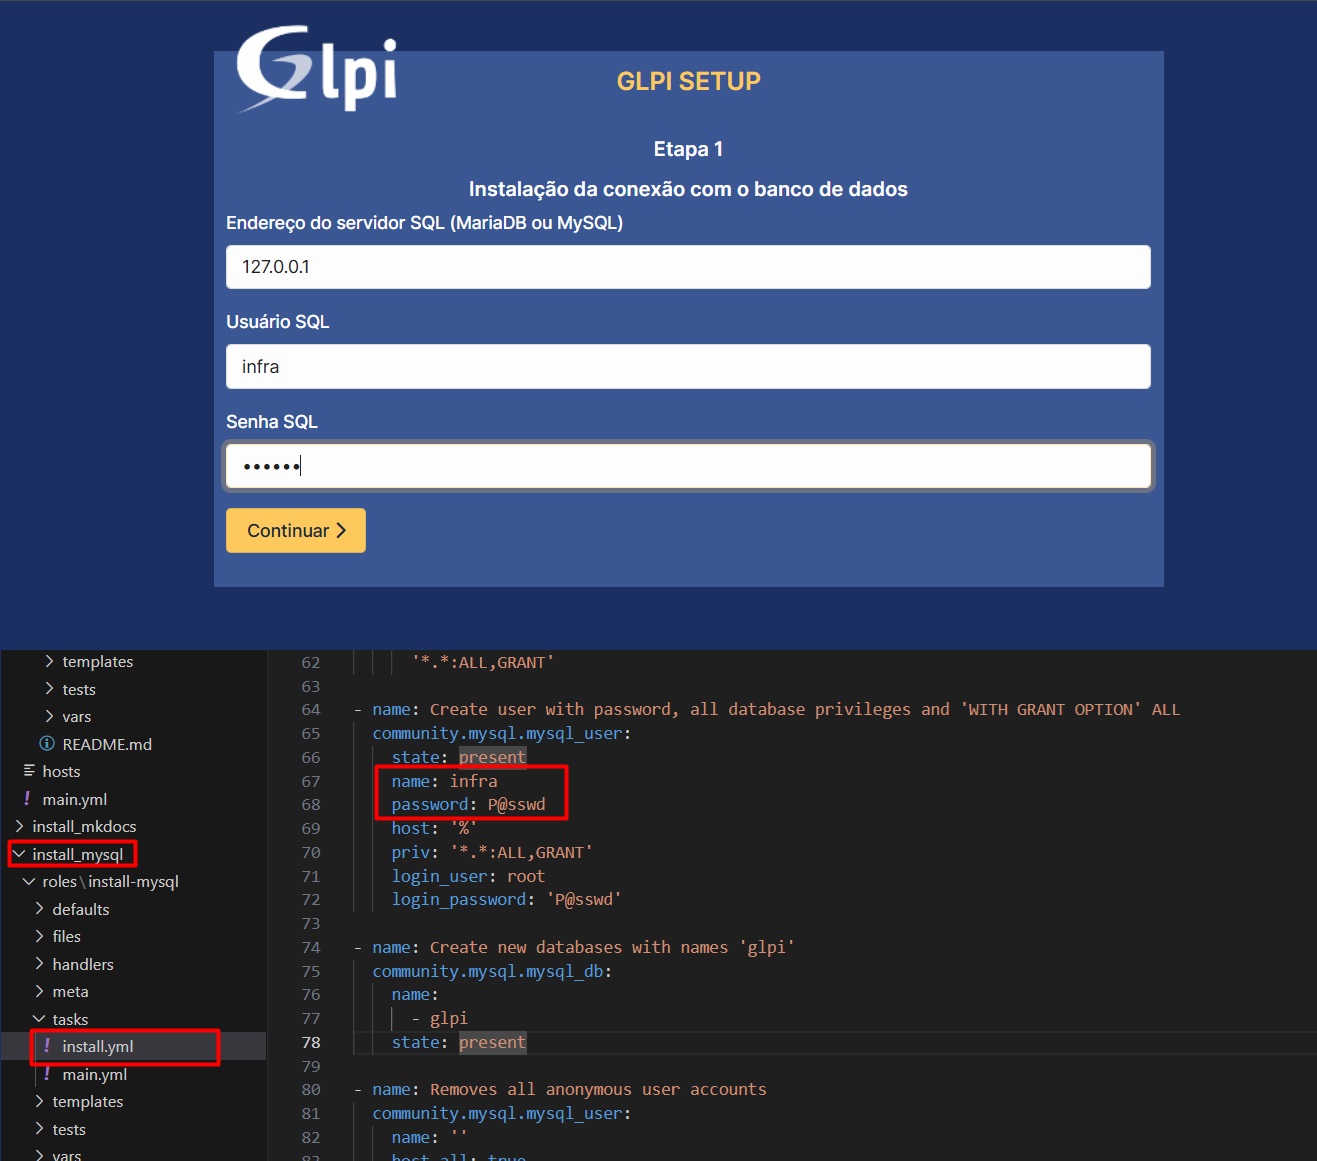 Glpi
GLPI SETUP
Etapa 1
Instalação da conexão com o banco de dados
Endereço do servidor SQL (MariaDB ou MySQL)
127.0.0.1
Usuário SQL
infra
Senha SQL
••••••
Continuar
templates
tests
vars
README.md
hosts
main.yml
install_mkdocs
install_mysql
roles\install-mysql
defaults
files
handlers
meta
tasks
install.yml
main.yml
templates
tests
vars
62 '*.*:ALL,GRANT'
63
64 - name: Create user with password, all database privileges and 'WITH GRANT OPTION' ALL
65 community.mysql.mysql_user:
66 state: present
67 name: infra
68 password: P@sswd
69 host: '%'
70 priv: '*.*:ALL,GRANT'
71 login_user: root
72 login_password: 'P@sswd'
73
74 - name: Create new databases with names 'glpi'
75 community.mysql.mysql_db:
76 name:
77 - glpi
78 state: present
79
80 - name: Removes all anonymous user accounts
81 community.mysql.mysql_user:
82 name: ''
83 host_all: true